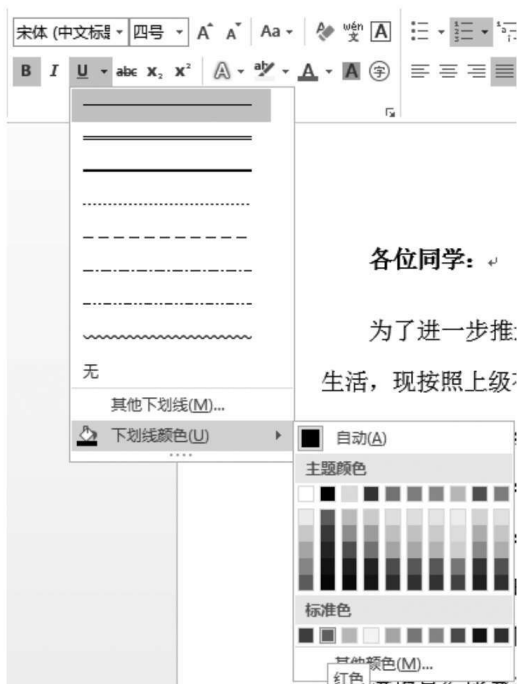 宋体 (中文标题 四号 A A Aa wén 文 A
B I U abc x₂ x² A ab A A 字
无
其他下划线(M)...
下划线颜色(U)
自动(A)
主题颜色
标准色
其他颜色(M)...
红色
各位同学：
为了进一步推
生活，现按照上级